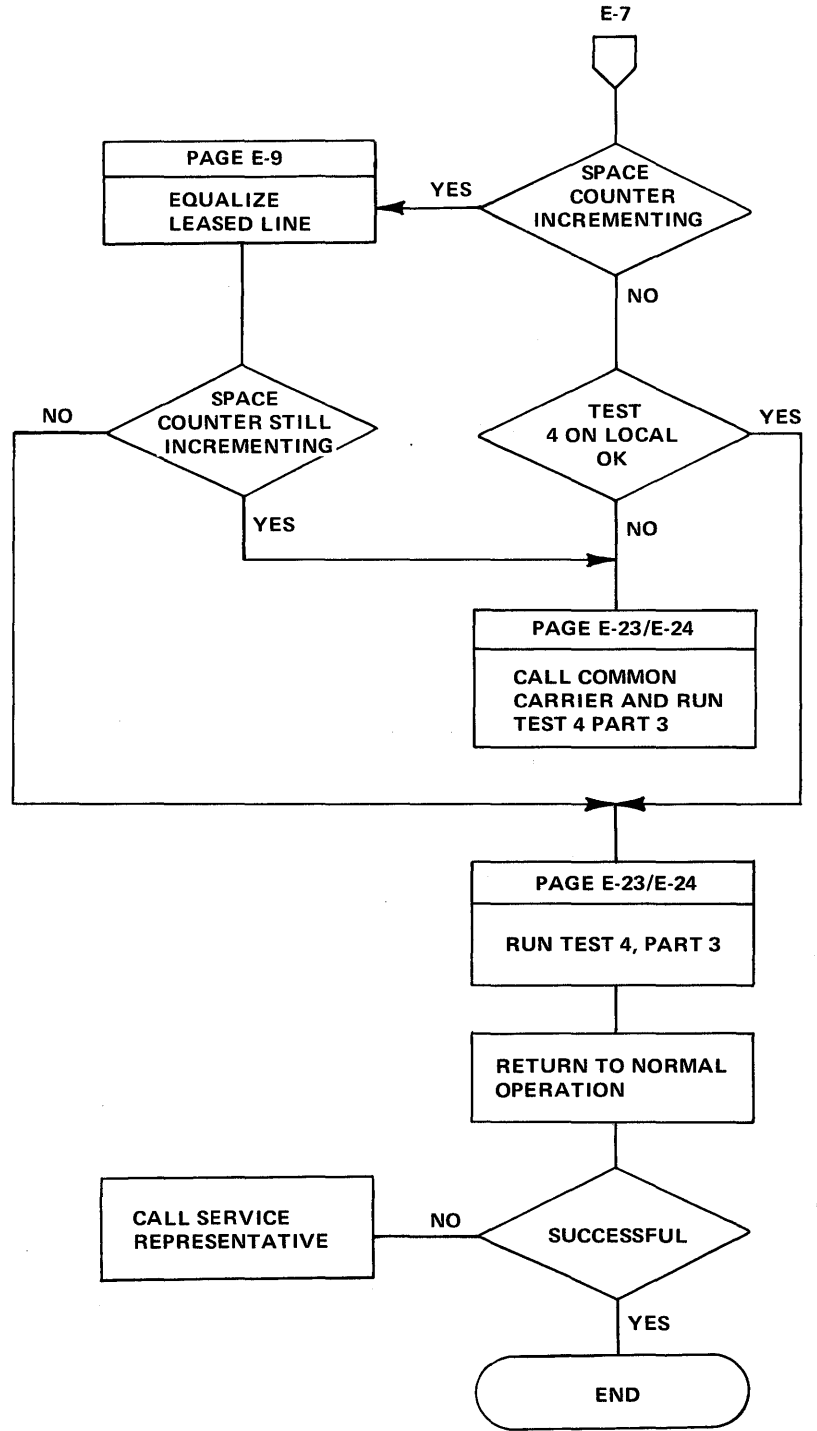 E-7
SPACE
COUNTER
INCREMENTING
YES
NO
PAGE E-9
EQUALIZE
LEASED LINE
SPACE
COUNTER STILL
INCREMENTING
NO
YES
TEST
4 ON LOCAL
OK
YES
NO
PAGE E-23/E-24
CALL COMMON
CARRIER AND RUN
TEST 4 PART 3
PAGE E-23/E-24
RUN TEST 4, PART 3
RETURN TO NORMAL
OPERATION
SUCCESSFUL
NO
CALL SERVICE
REPRESENTATIVE
YES
END